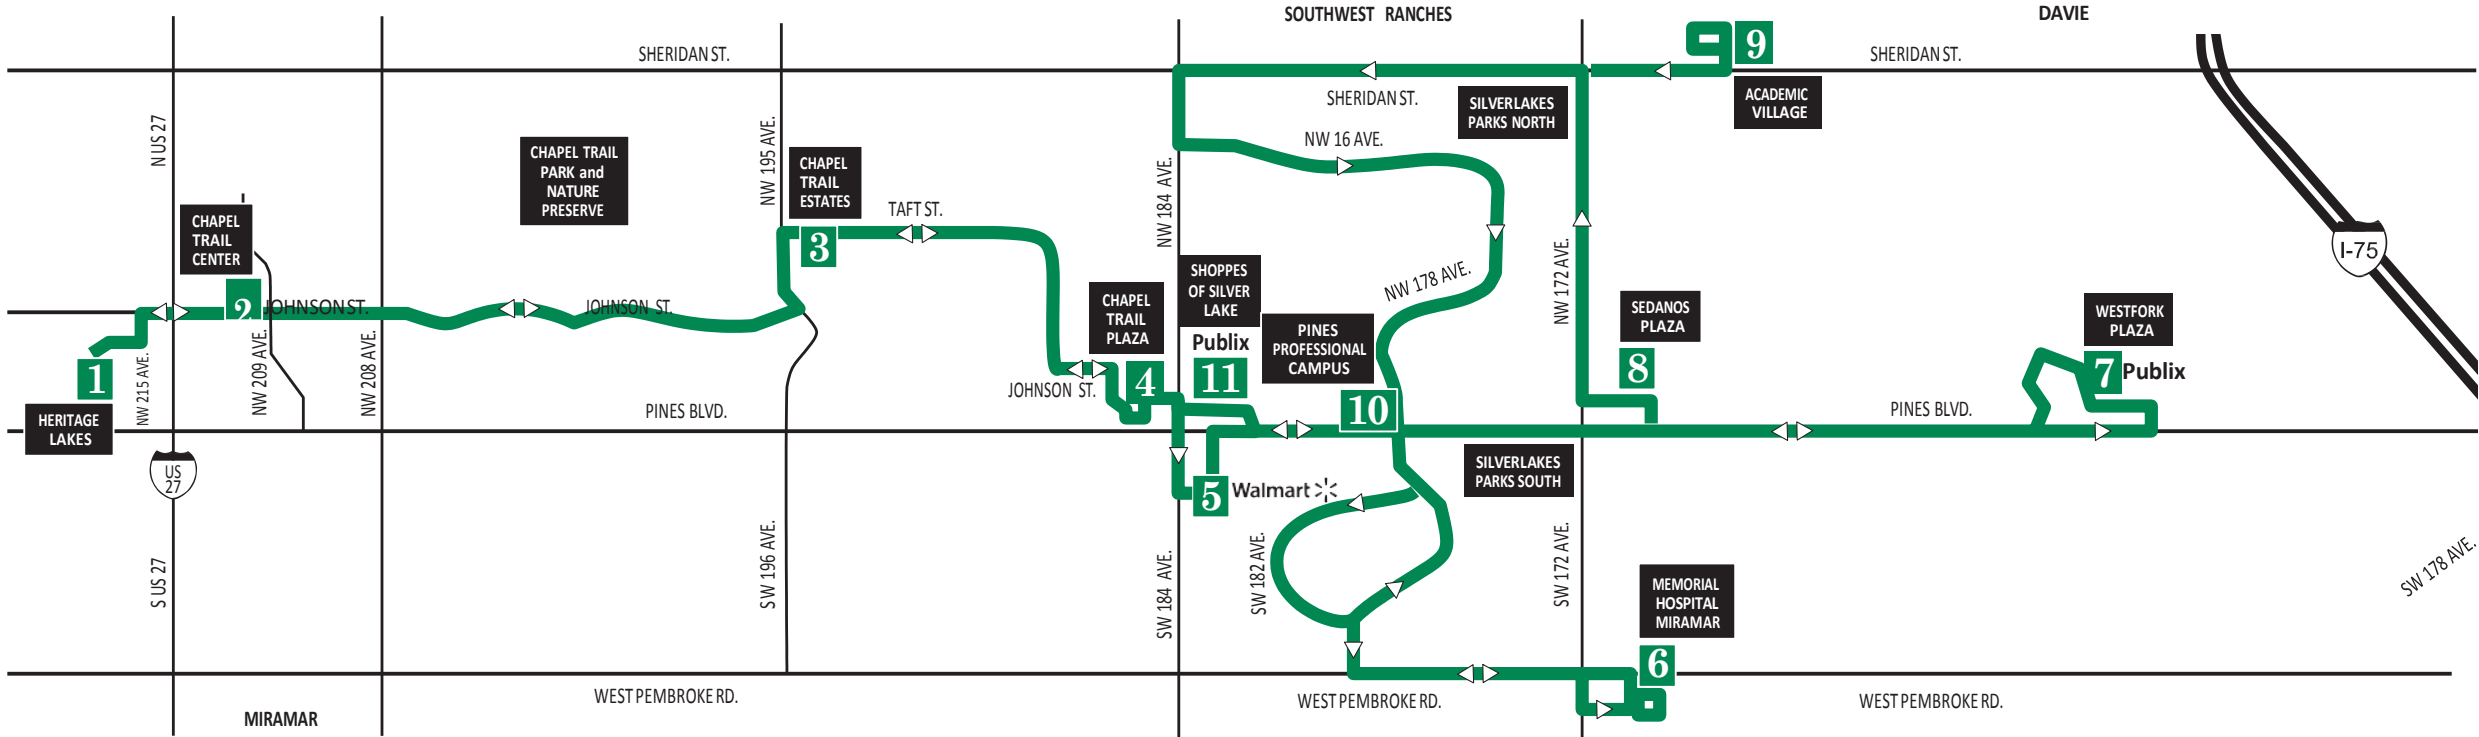 SOUTHWEST RANCHES
DAVIE
SHERIDAN ST.
9
SHERIDAN ST.
SHERIDAN ST.
ACADEMIC
VILLAGE
SILVERLAKES
PARKS NORTH
N US 27
CHAPEL TRAIL
PARK and
NATURE
PRESERVE
NW 195 AVE.
CHAPEL
TRAIL
ESTATES
NW 16 AVE.
NW 184 AVE.
CHAPEL
TRAIL
CENTER
TAFT ST.
3
NW 172 AVE.
I-75
SHOPPES
OF SILVER
LAKE
NW 178 AVE.
2
JOHNSON ST.
JOHNSON ST.
CHAPEL
TRAIL
PLAZA
SEDANOS
PLAZA
WESTFORK
PLAZA
Publix
PINES
PROFESSIONAL
CAMPUS
1
NW 215 AVE.
NW 209 AVE.
NW 208 AVE.
JOHNSON ST.
4
11
8
7
Publix
HERITAGE
LAKES
PINES BLVD.
10
PINES BLVD.
US
27
5
Walmart
SILVERLAKES
PARKS SOUTH
S US 27
SW 196 AVE.
SW 184 AVE.
SW 182 AVE.
SW 172 AVE.
SW 178 AVE.
MEMORIAL
HOSPITAL
MIRAMAR
6
WEST PEMBROKE RD.
WEST PEMBROKE RD.
WEST PEMBROKE RD.
MIRAMAR